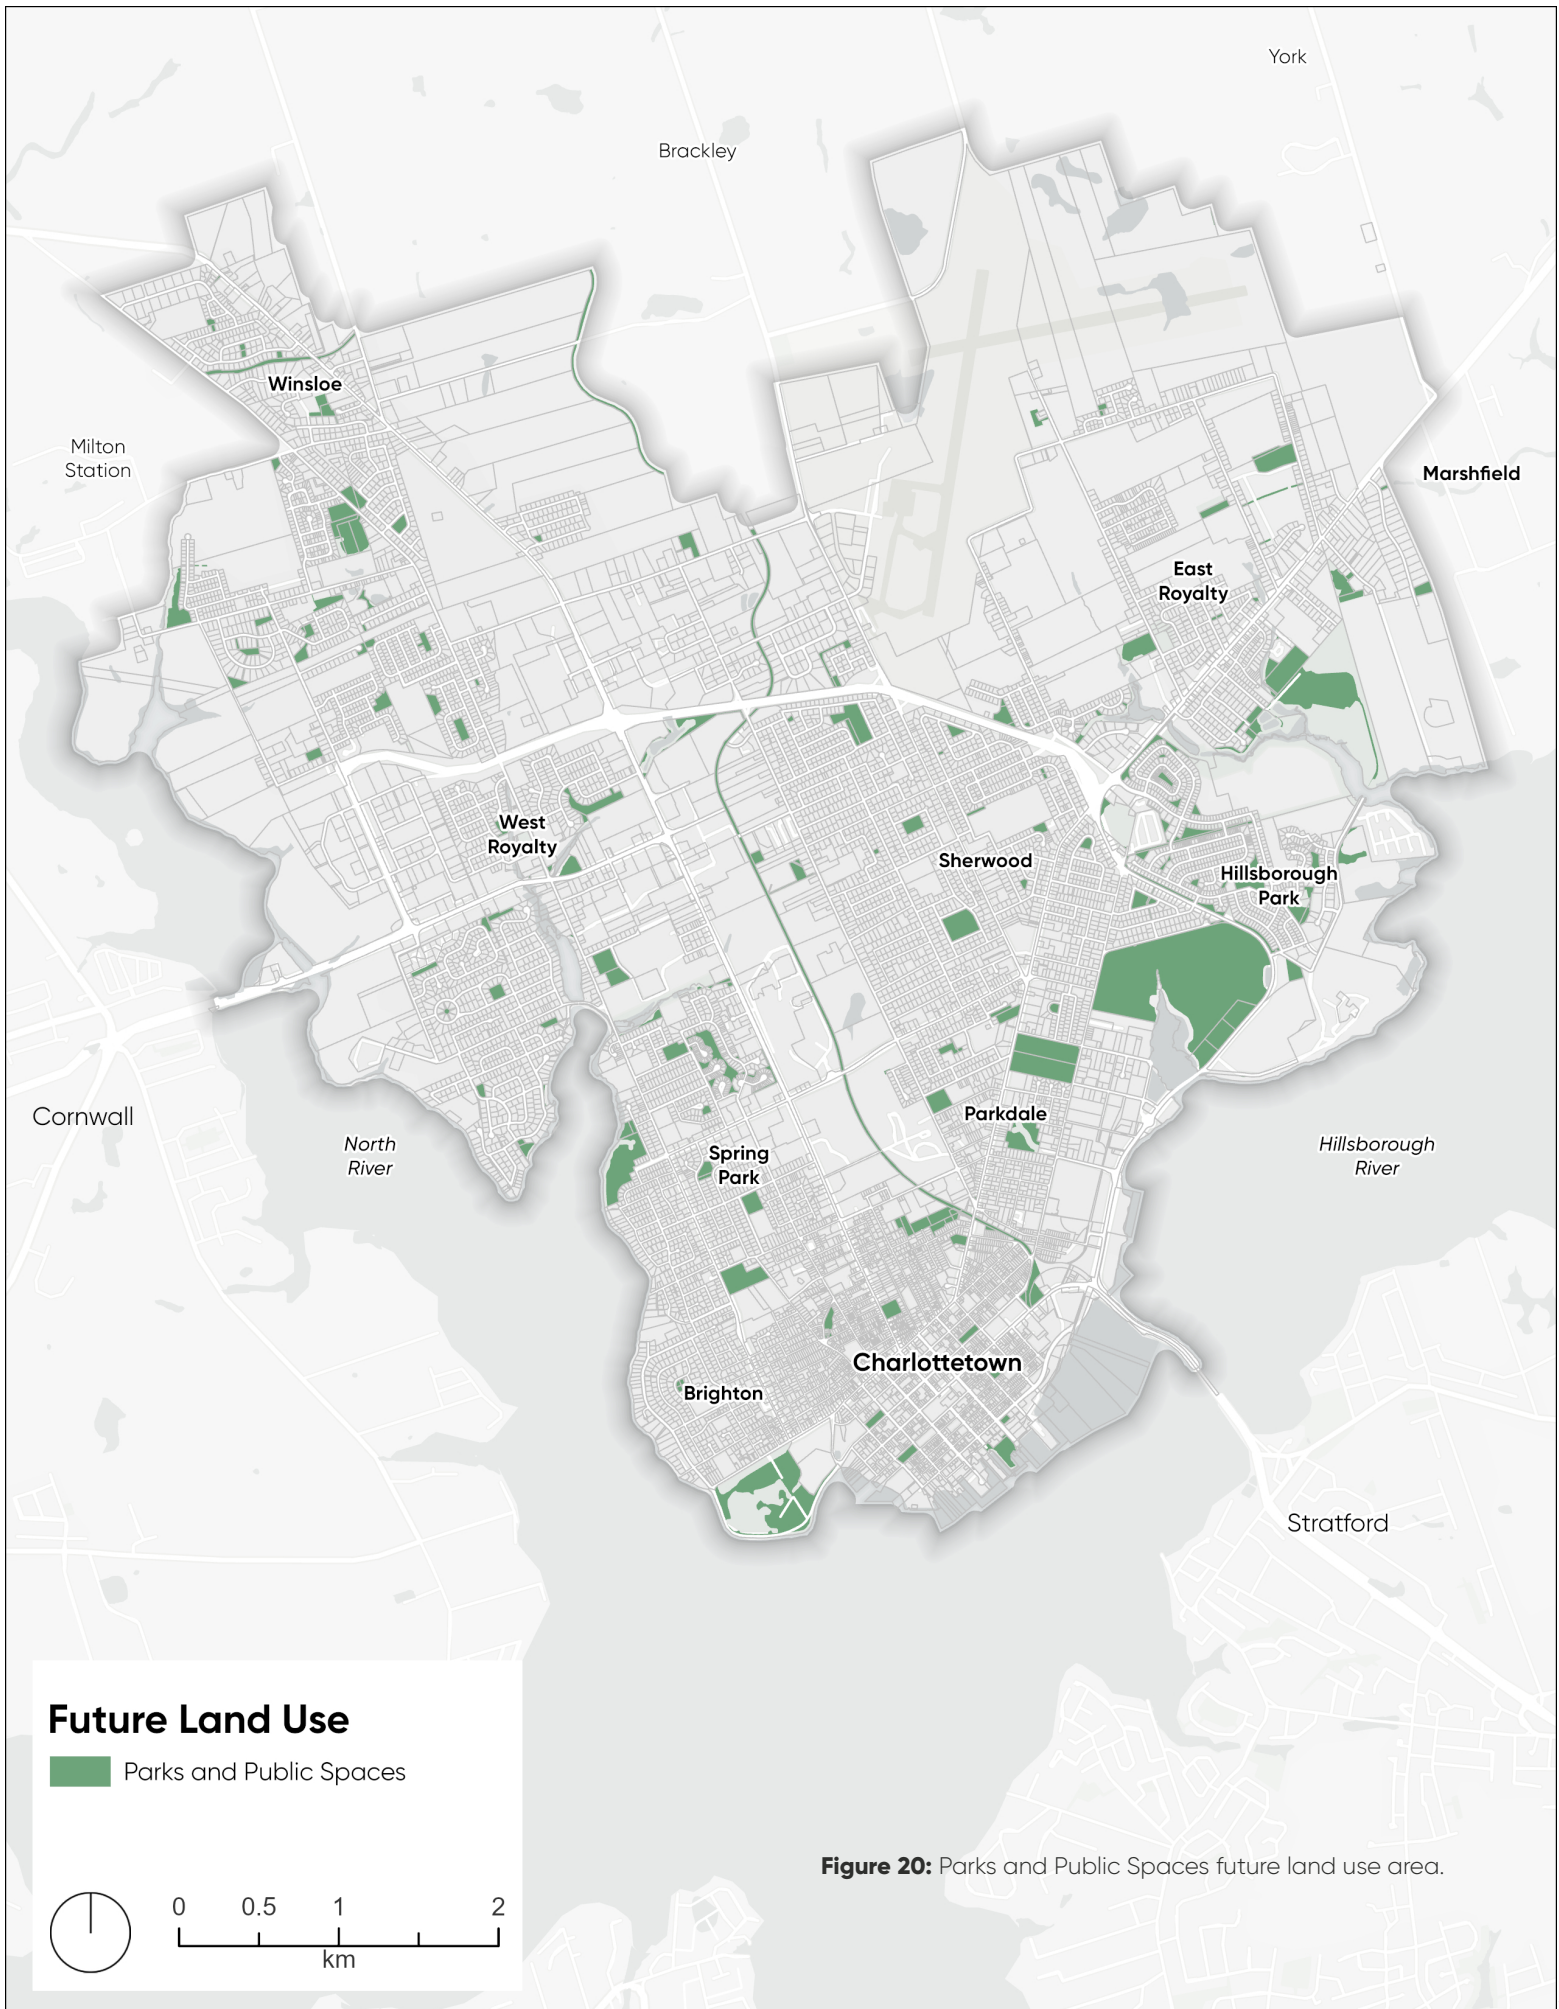 York
Brackley
Winsloe
Milton
Station
Marshfield
East
Royalty
West
Royalty
Sherwood
Hillsborough
Park
Cornwall
North
River
Parkdale
Hillsborough
River
Spring
Park
Charlottetown
Brighton
Stratford
Future Land Use
Parks and Public Spaces
Figure 20: Parks and Public Spaces future land use area.
0 0.5 1 2
km